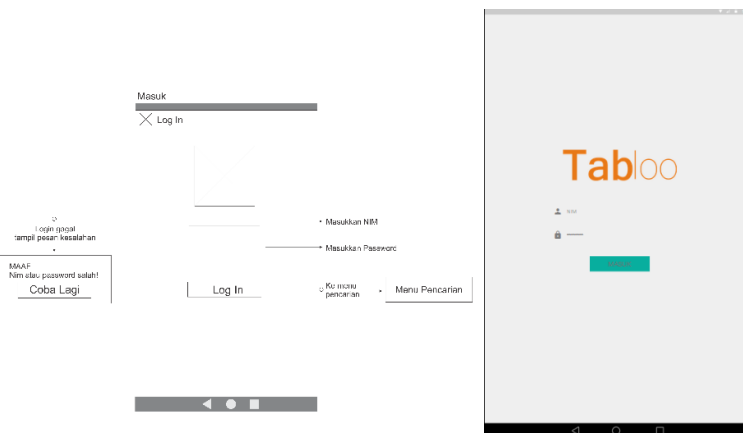 Masuk
Log In
Login gagal
tampil pesan kesalahan
MAAF
Nim atau password salah!
Coba Lagi
Masukkan NIM
Masukkan Password
Log In
Ke menu
pencarian
Menu Pencarian
Tabloo
NIM